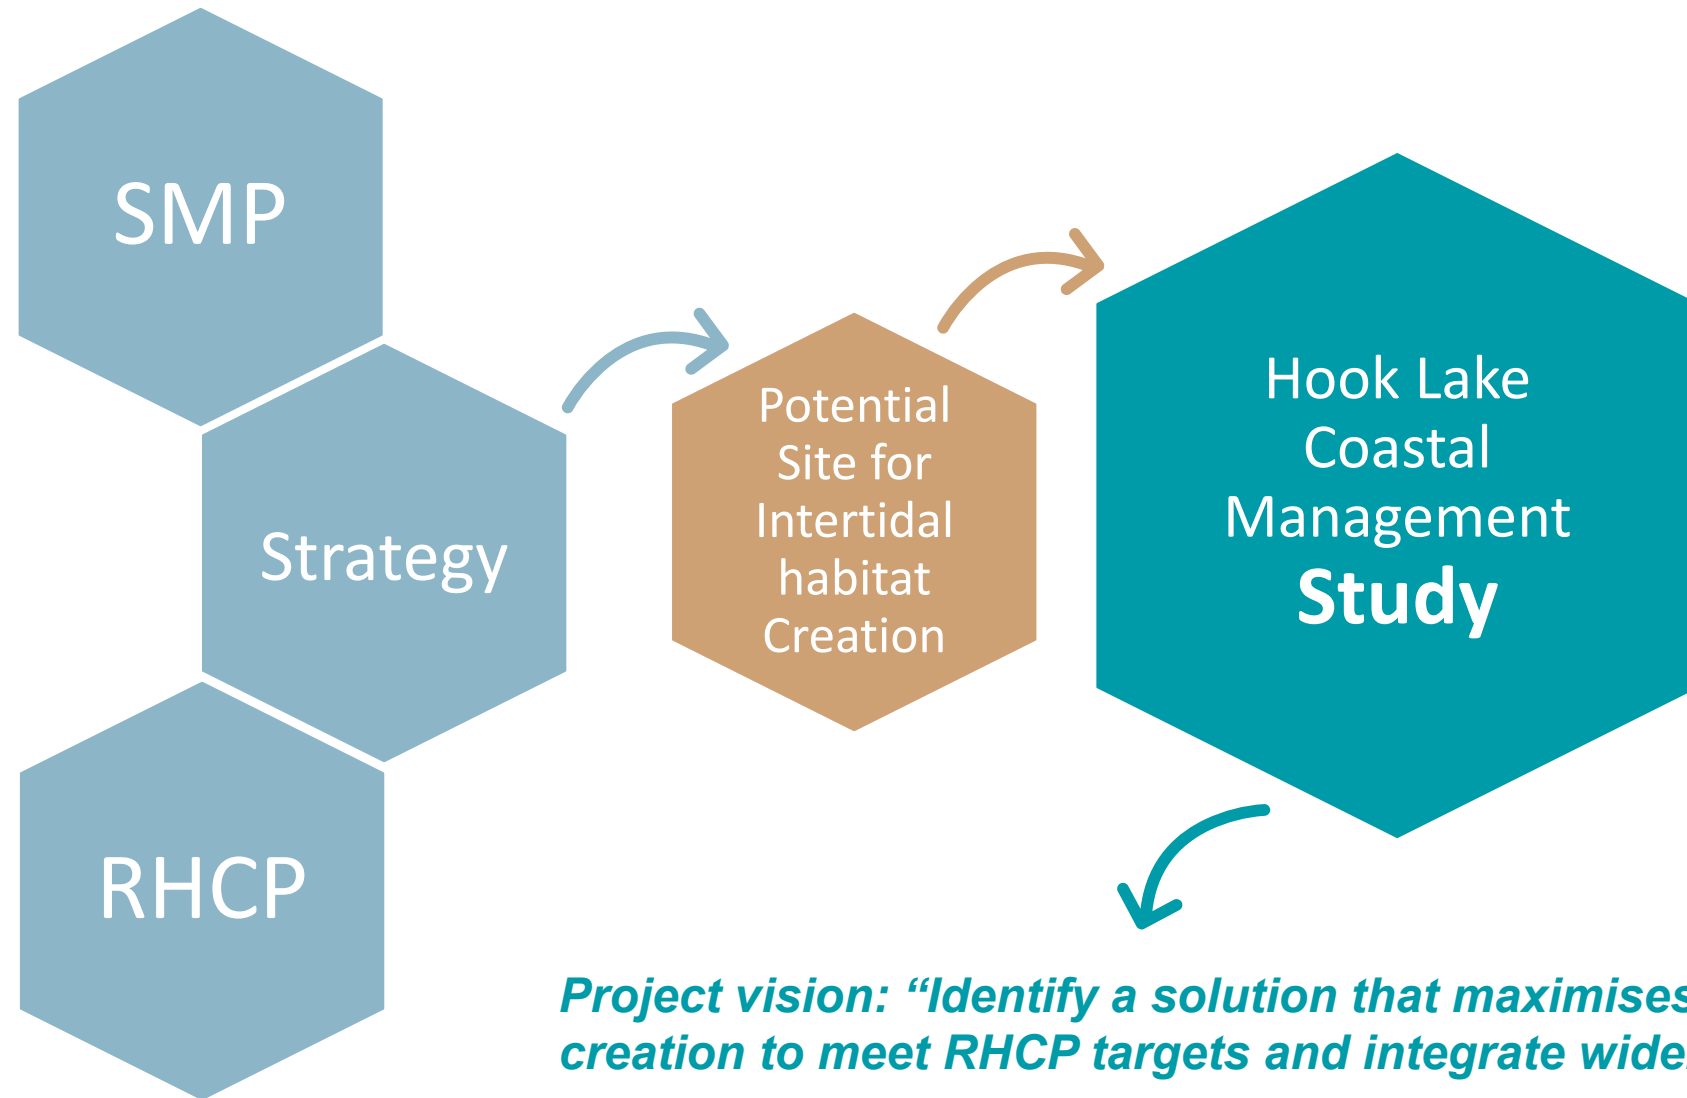 SMP
Strategy
RHCP
Potential
Site for
Intertidal
habitat
Creation
Hook Lake
Coastal
Management
Study
Project vision: “Identify a solution that maximises
creation to meet RHCP targets and integrate wide